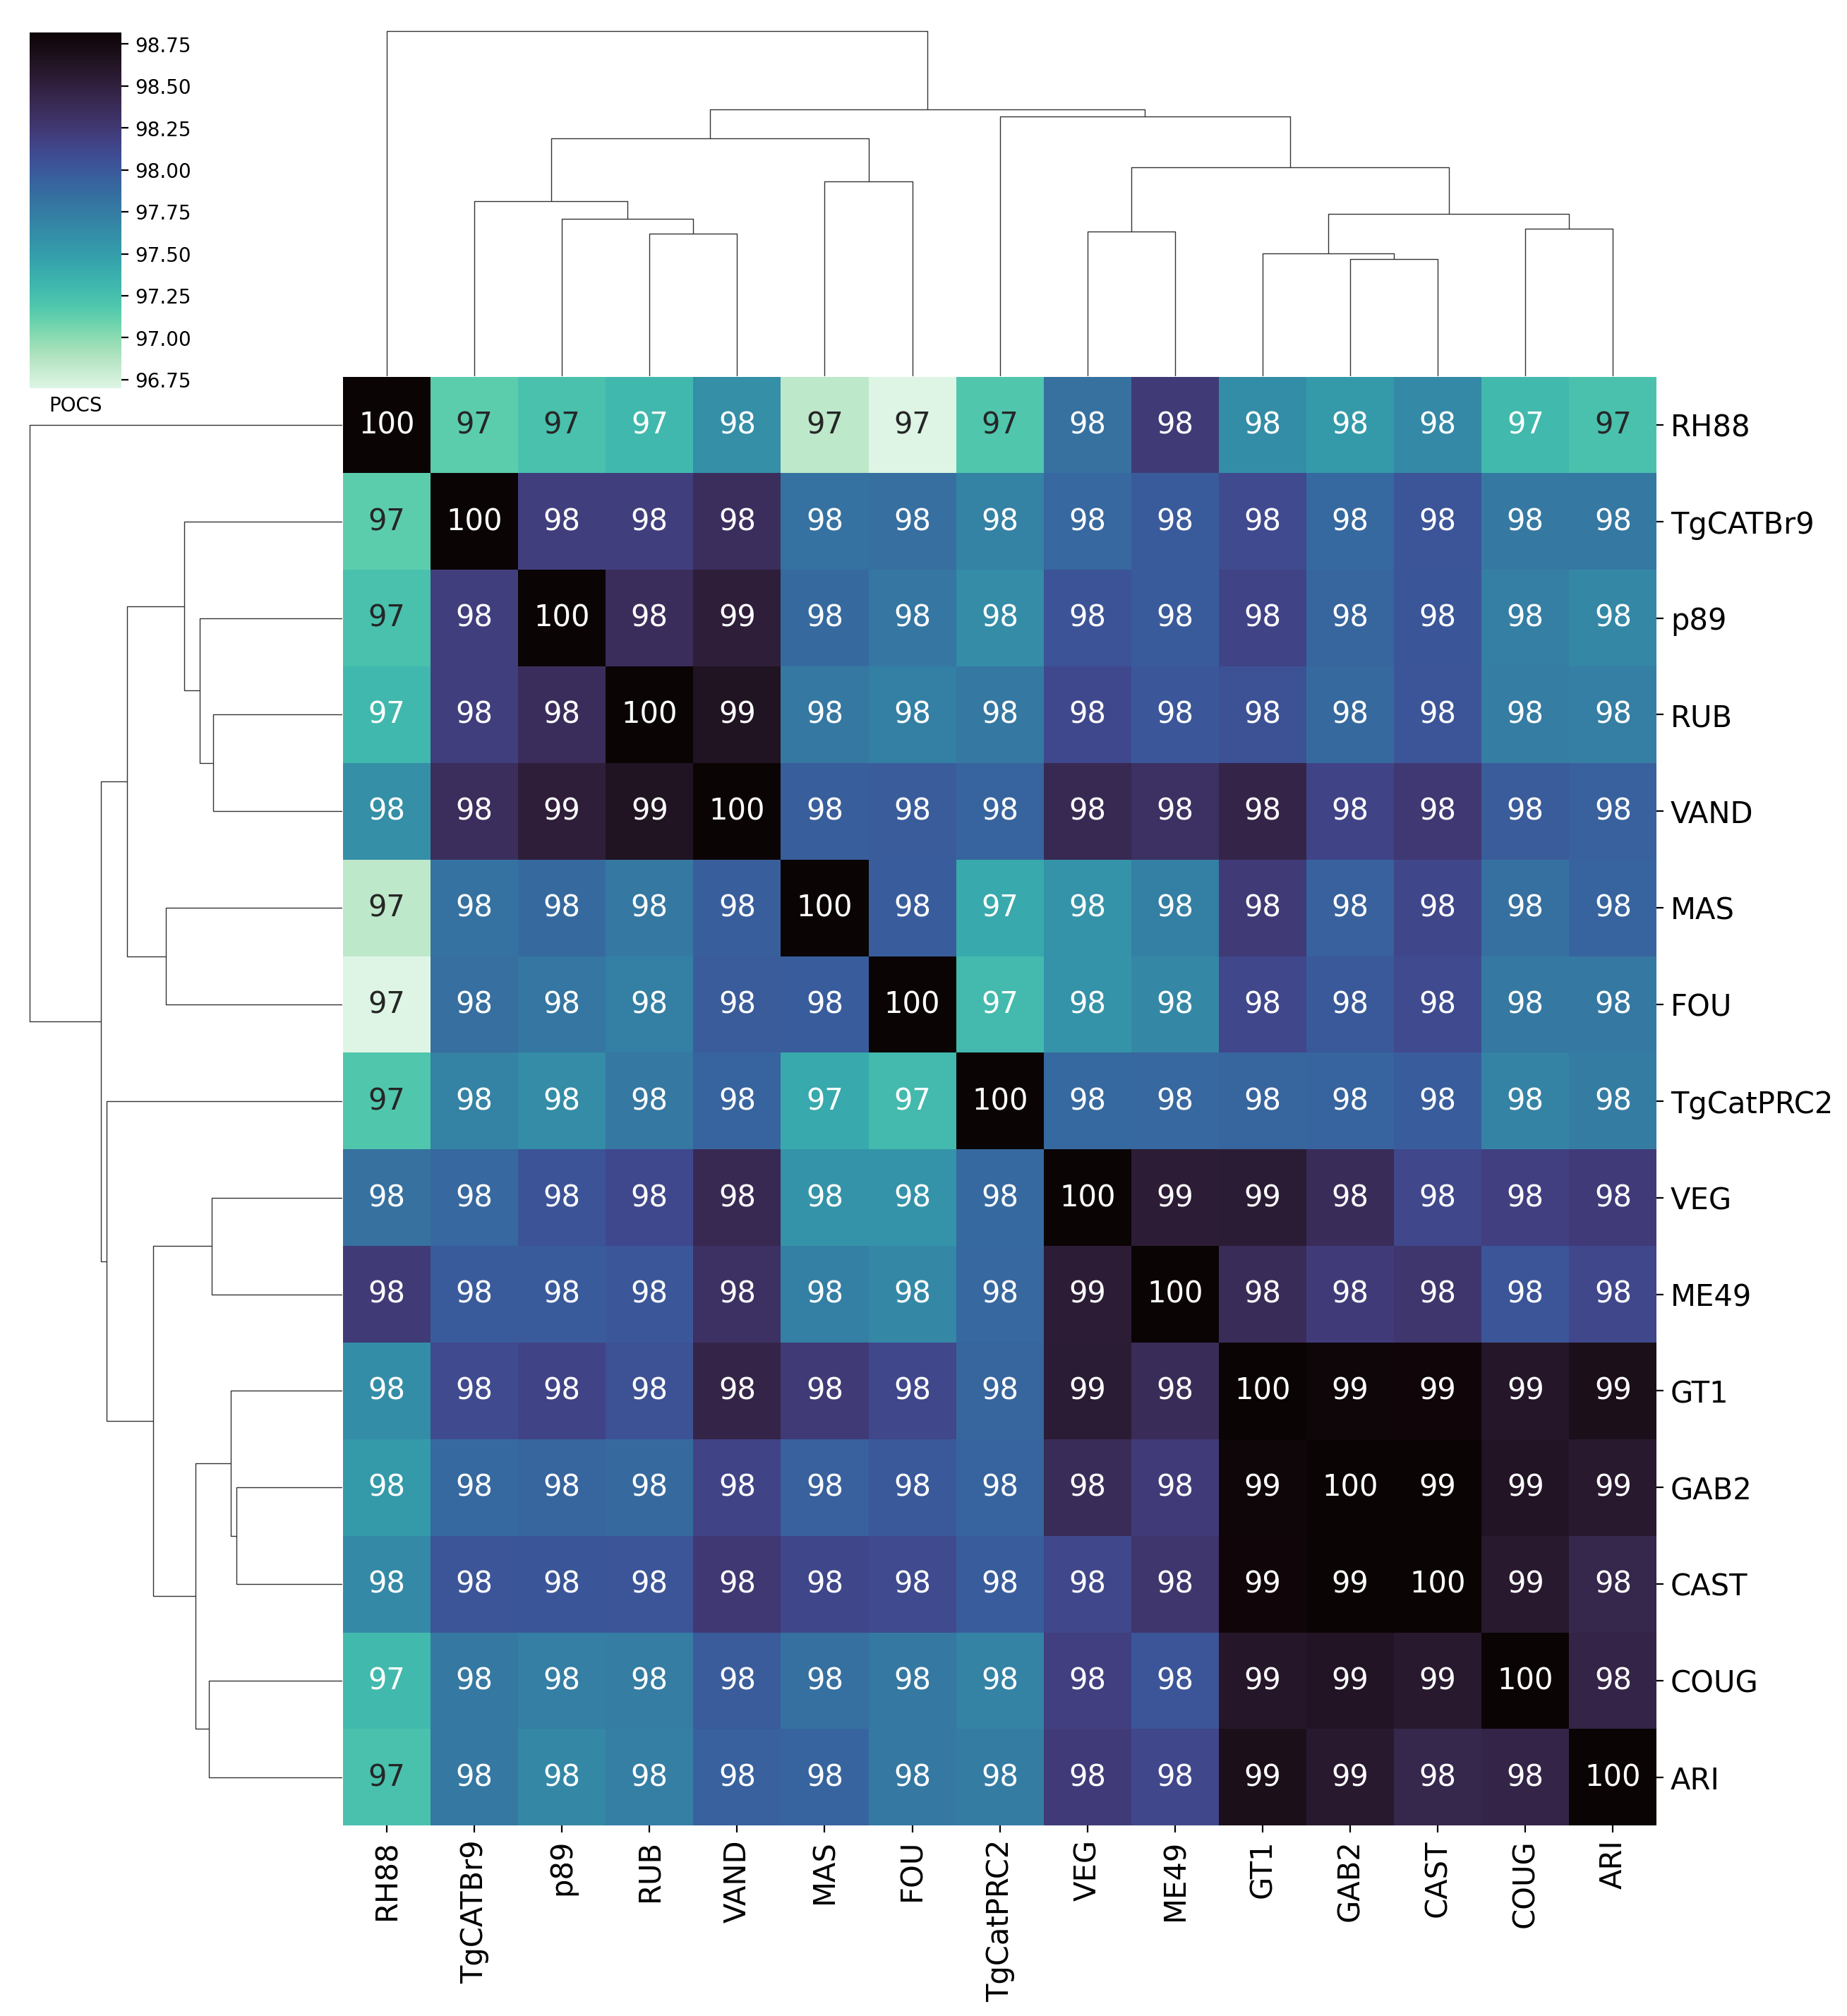 98.75
98.50
98.25
98.00
97.75
97.50
97.25
97.00
96.75
POCS
100 97 97 97 98 97 97 97 98 98 98 98 98 97 97 RH88
97 100 98 98 98 98 98 98 98 98 98 98 98 98 98 TgCATBr9
97 98 100 98 99 98 98 98 98 98 98 98 98 98 98 p89
97 98 98 100 99 98 98 98 98 98 98 98 98 98 98 RUB
98 98 99 99 100 98 98 98 98 98 98 98 98 98 98 VAND
97 98 98 98 98 100 98 97 98 98 98 98 98 98 98 MAS
97 98 98 98 98 98 100 97 98 98 98 98 98 98 98 FOU
97 98 98 98 98 97 97 100 98 98 98 98 98 98 98 TgCatPRC2
98 98 98 98 98 98 98 98 100 99 99 98 98 98 98 VEG
98 98 98 98 98 98 98 98 99 100 98 98 98 98 98 ME49
98 98 98 98 98 98 98 98 99 98 100 99 99 99 99 GT1
98 98 98 98 98 98 98 98 98 98 99 100 99 99 99 GAB2
98 98 98 98 98 98 98 98 98 98 99 99 100 99 98 CAST
97 98 98 98 98 98 98 98 98 98 99 99 99 100 98 COUG
97 98 98 98 98 98 98 98 98 98 99 99 98 98 100 ARI
RH88 TgCATBr9 p89 RUB VAND MAS FOU TgCatPRC2 VEG ME49 GT1 GAB2 CAST COUG ARI